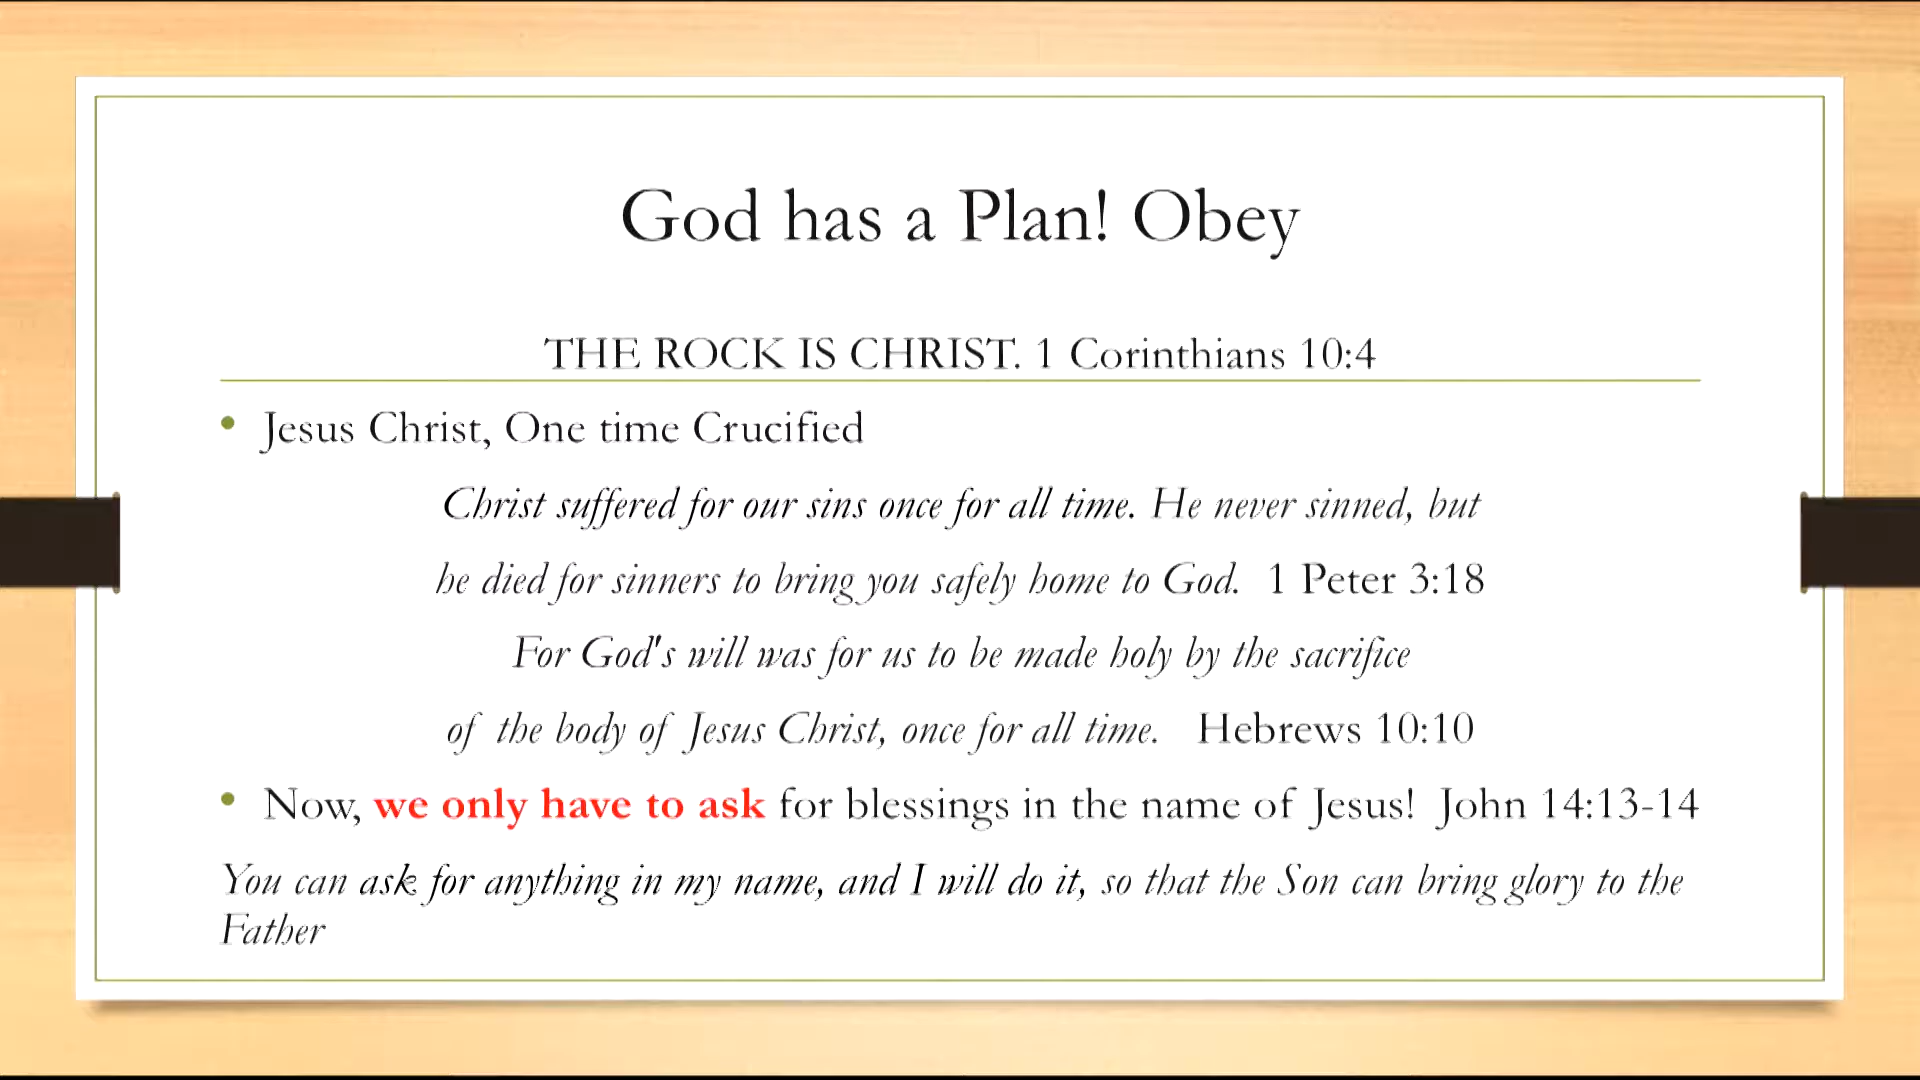 God has a Plan! Obey
THE ROCK IS CHRIST. 1 Corinthians 10:4
• Jesus Christ, One time Crucified
Christ suffered for our sins once for all time. He never sinned, but
he died for sinners to bring you safely home to God. 1 Peter 3:18
For God's will was for us to be made holy by the sacrifice
of the body of Jesus Christ, once for all time. Hebrews 10:10
• Now, we only have to ask for blessings in the name of Jesus! John 14:13-14
You can ask for anything in my name, and I will do it, so that the Son can bring glory to the
Father